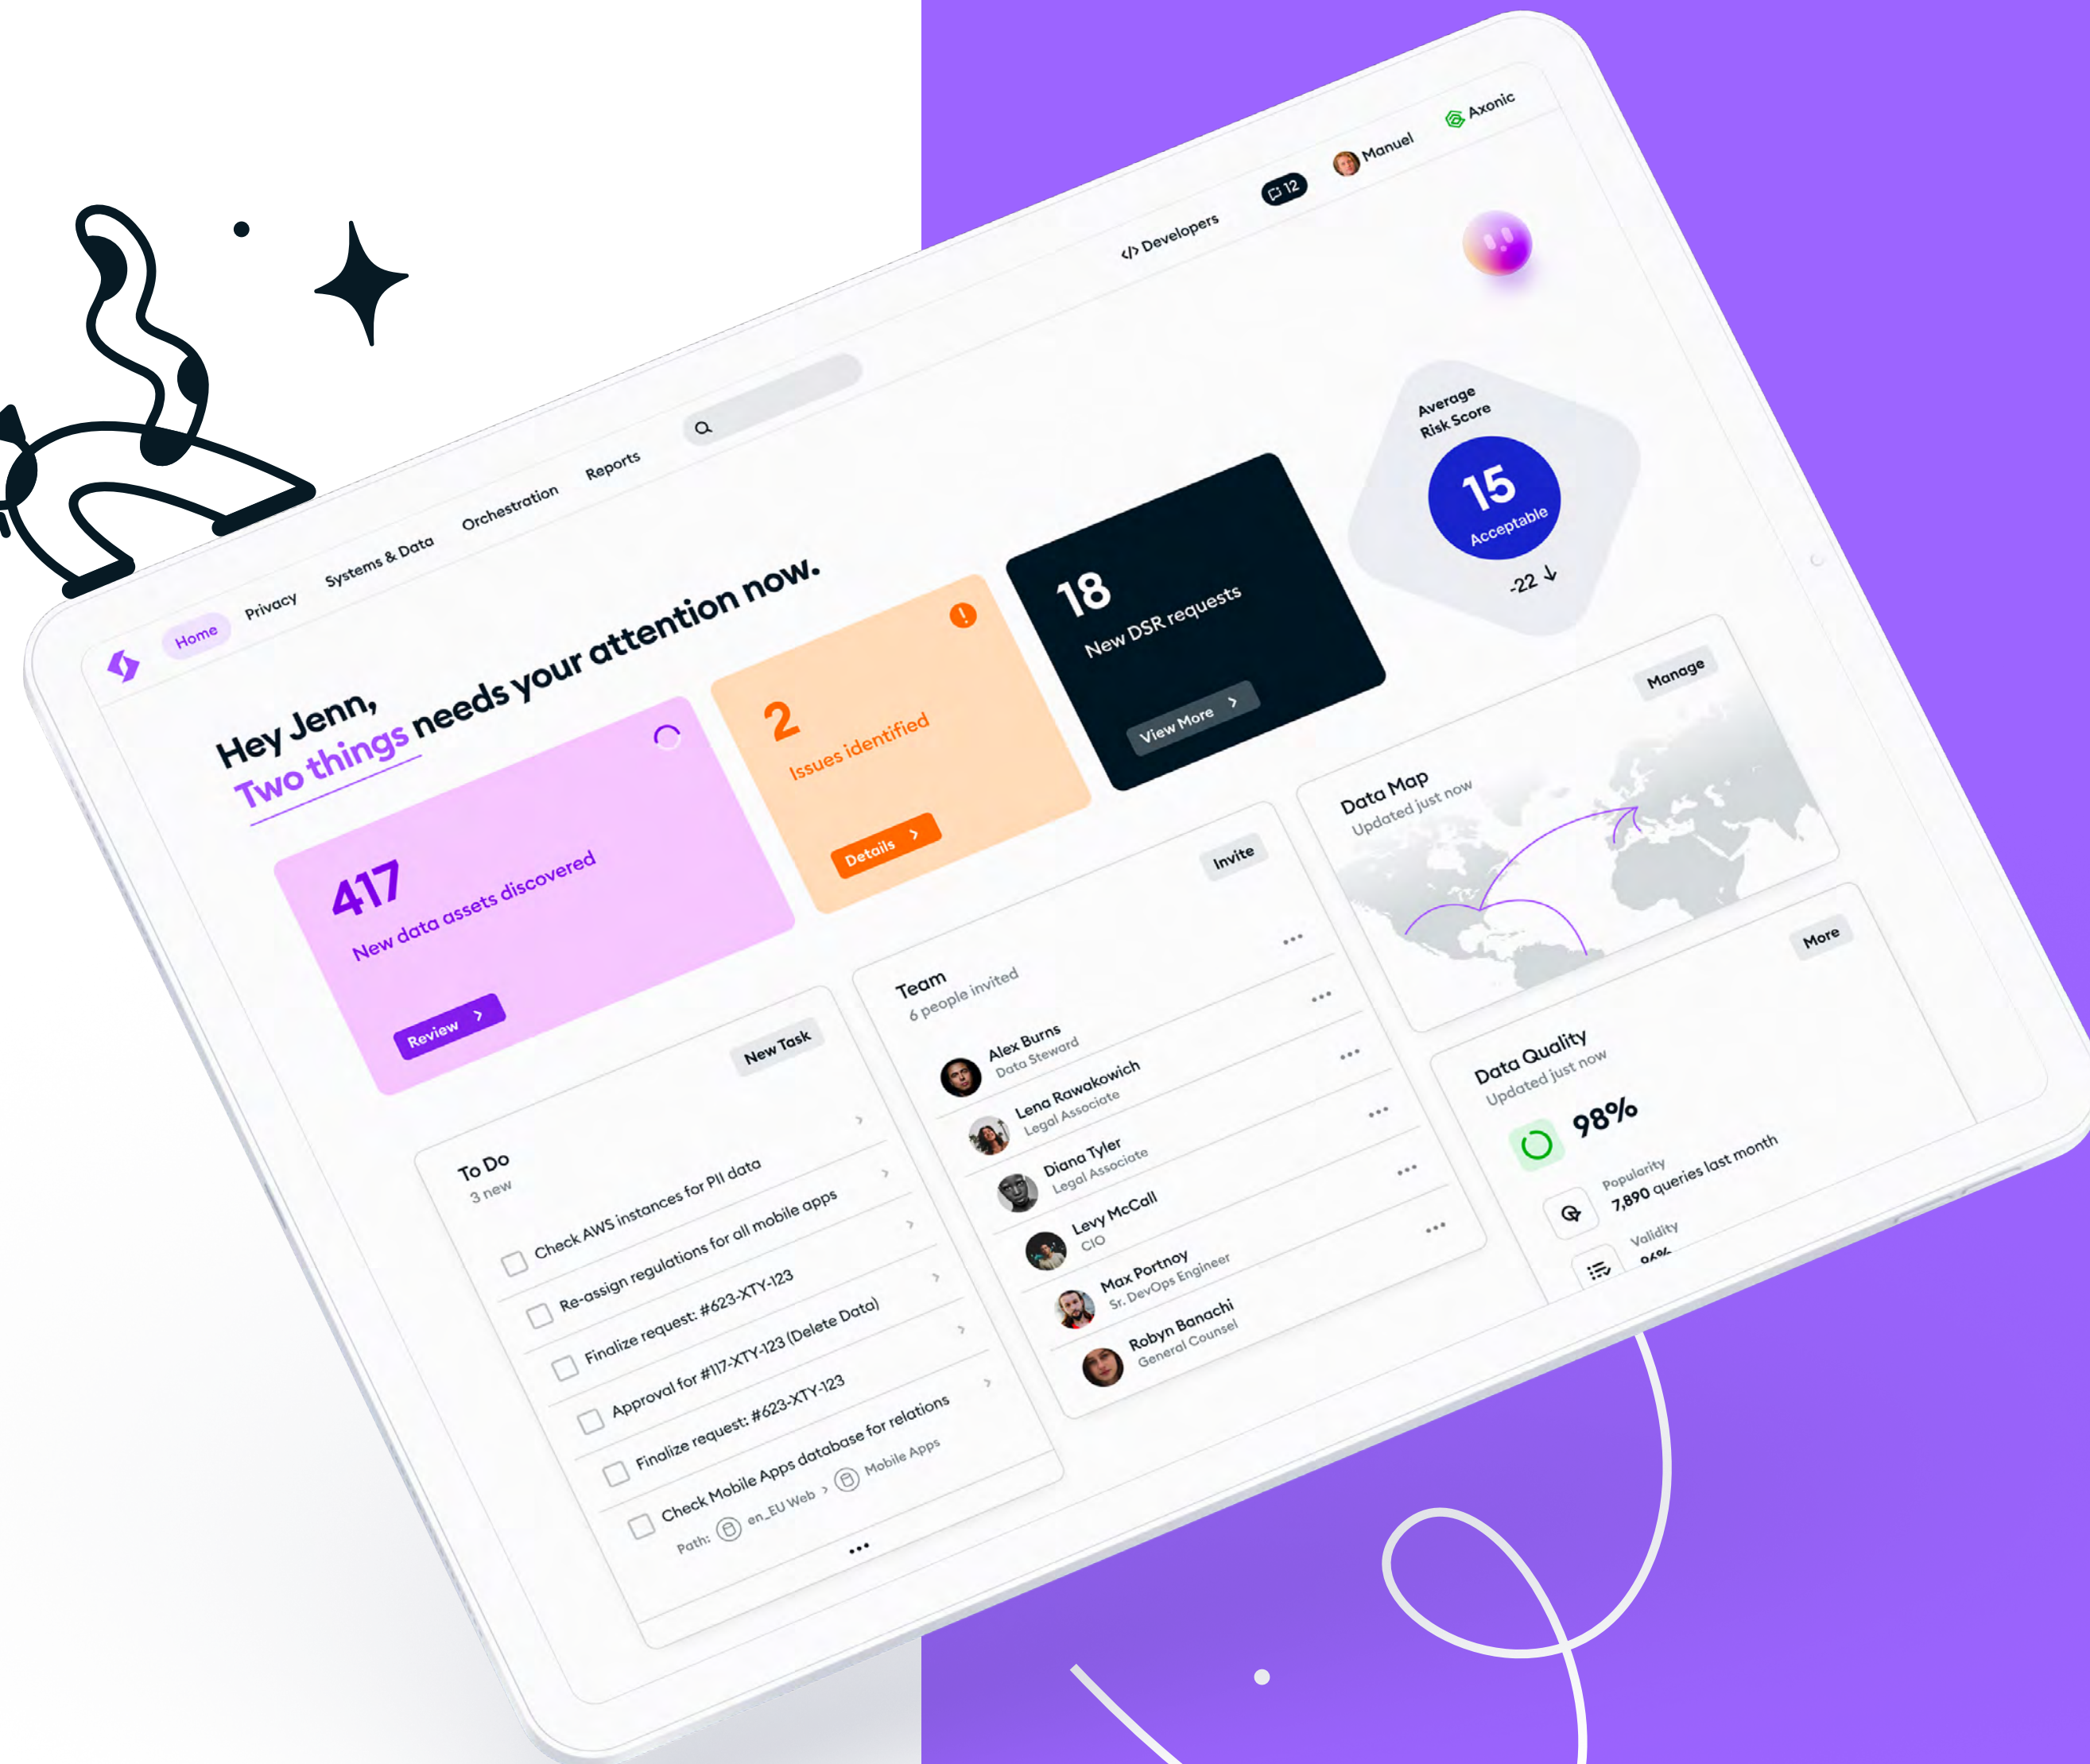 Home
Privacy
Systems & Data
Orchestration
Reports
</> Developers
12
Manuel
Axonic
Hey Jenn,
Two things needs your attention now.
417
New data assets discovered
Review
2
Issues identified
Details
18
New DSR requests
View More
Average
Risk Score
15
Acceptable
-22
To Do
3 new
New Task
Check AWS instances for PII data
Re-assign regulations for all mobile apps
Finalize request: #623-XTY-123
Approval for #117-XTY-123 (Delete Data)
Finalize request: #623-XTY-123
Check Mobile Apps database for relations
Path: en_EU Web > Mobile Apps
Team
6 people invited
Invite
Alex Burns
Data Steward
Lena Rawakowich
Legal Associate
Diana Tyler
Legal Associate
Levy McCall
CIO
Max Portnoy
Sr. DevOps Engineer
Robyn Banachi
General Counsel
Data Map
Updated just now
Manage
Data Quality
Updated just now
More
98%
Popularity
7,890 queries last month
Validity